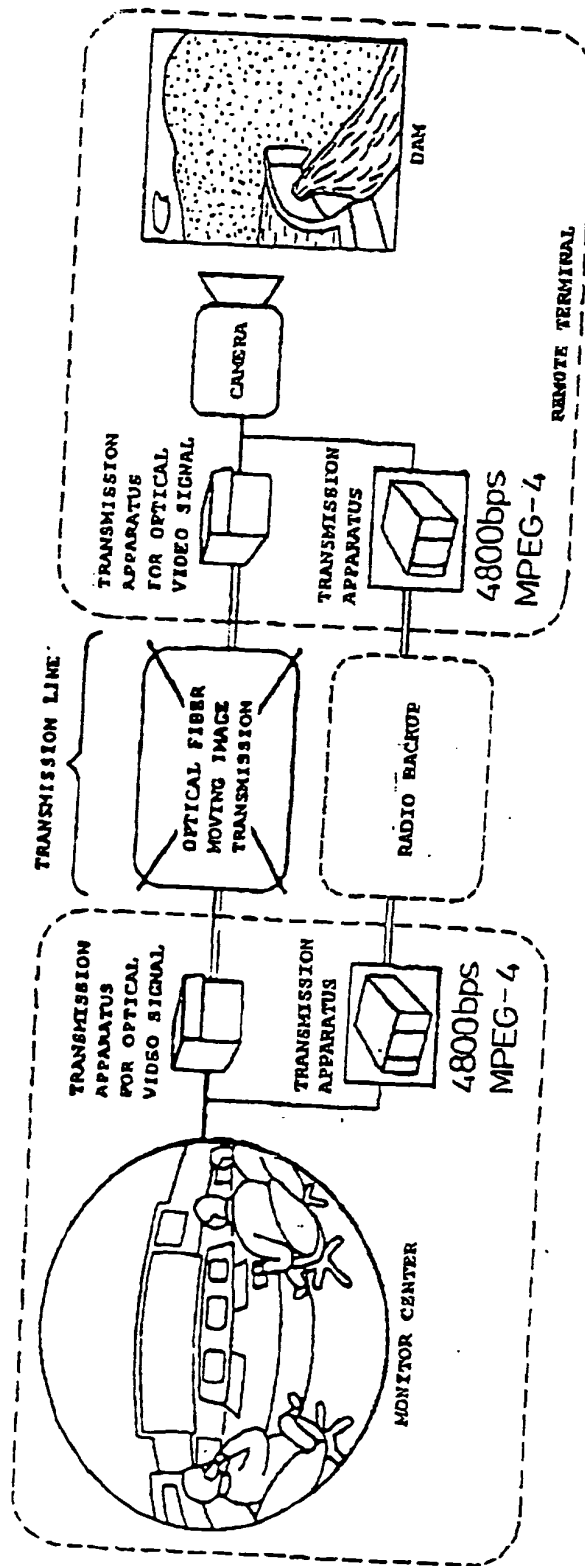 TRANSMISSION LINE
TRANSMISSION
APPARATUS
FOR OPTICAL
VIDEO SIGNAL
OPTICAL FIBER
MOVING IMAGE
TRANSMISSION
TRANSMISSION
APPARATUS
FOR OPTICAL
VIDEO SIGNAL
CAMERA
DAM
TRANSMISSION
APPARATUS
4800bps
MPEG-4
RADIO BACKUP
TRANSMISSION
APPARATUS
4800bps
MPEG-4
MONITOR CENTER
REMOTE TERMINAL